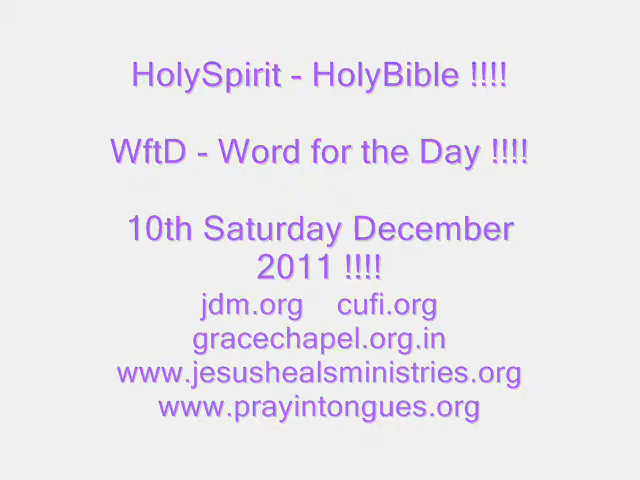 HolySpirit - HolyBible !!!!
WftD - Word for the Day !!!!
10th Saturday December
2011 !!!!
jdm.org cufi.org
gracechapel.org.in
www.jesushealsministries.org
www.prayintongues.org